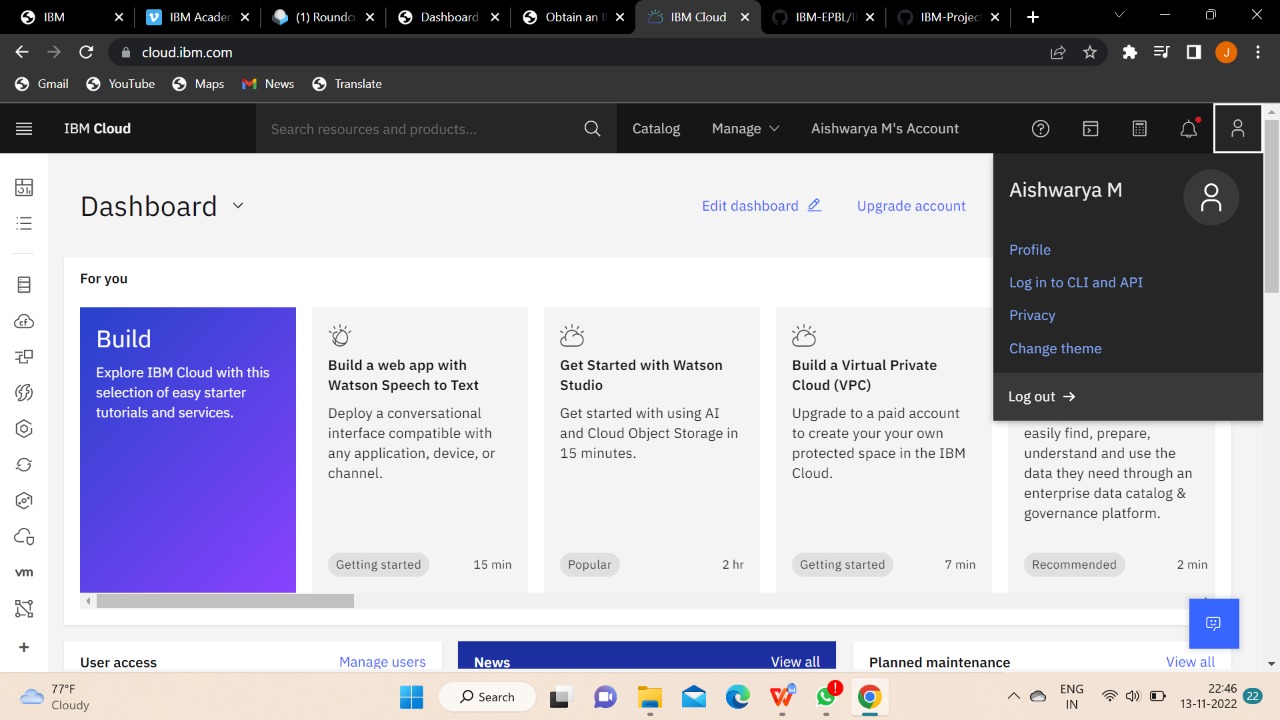 IBM
IBM Acader
(1) Roundc
Dashboard
Obtain an I
IBM Cloud
IBM-EPBL/I
IBM-Project
cloud.ibm.com
J
Gmail
YouTube
Maps
News
Translate
IBM Cloud
Search resources and products...
Catalog
Manage
Aishwarya M's Account
Aishwarya M
Profile
Log in to CLI and API
Privacy
Change theme
Log out →
Dashboard
Edit dashboard
Upgrade account
For you
Build
Explore IBM Cloud with this
selection of easy starter
tutorials and services.
Build a web app with
Watson Speech to Text
Deploy a conversational
interface compatible with
any application, device, or
channel.
Getting started
15 min
Get Started with Watson
Studio
Get started with using AI
and Cloud Object Storage in
15 minutes.
Popular
2 hr
Build a Virtual Private
Cloud (VPC)
Upgrade to a paid account
to create your your own
protected space in the IBM
Cloud.
Getting started
7 min
easily find, prepare,
understand and use the
data they need through an
enterprise data catalog &
governance platform.
Recommended
2 min
cf
vm
User access
Manage users
News
View all
Planned maintenance
View all
77°F
Cloudy
Search
ENG
IN
22:46
13-11-2022
22